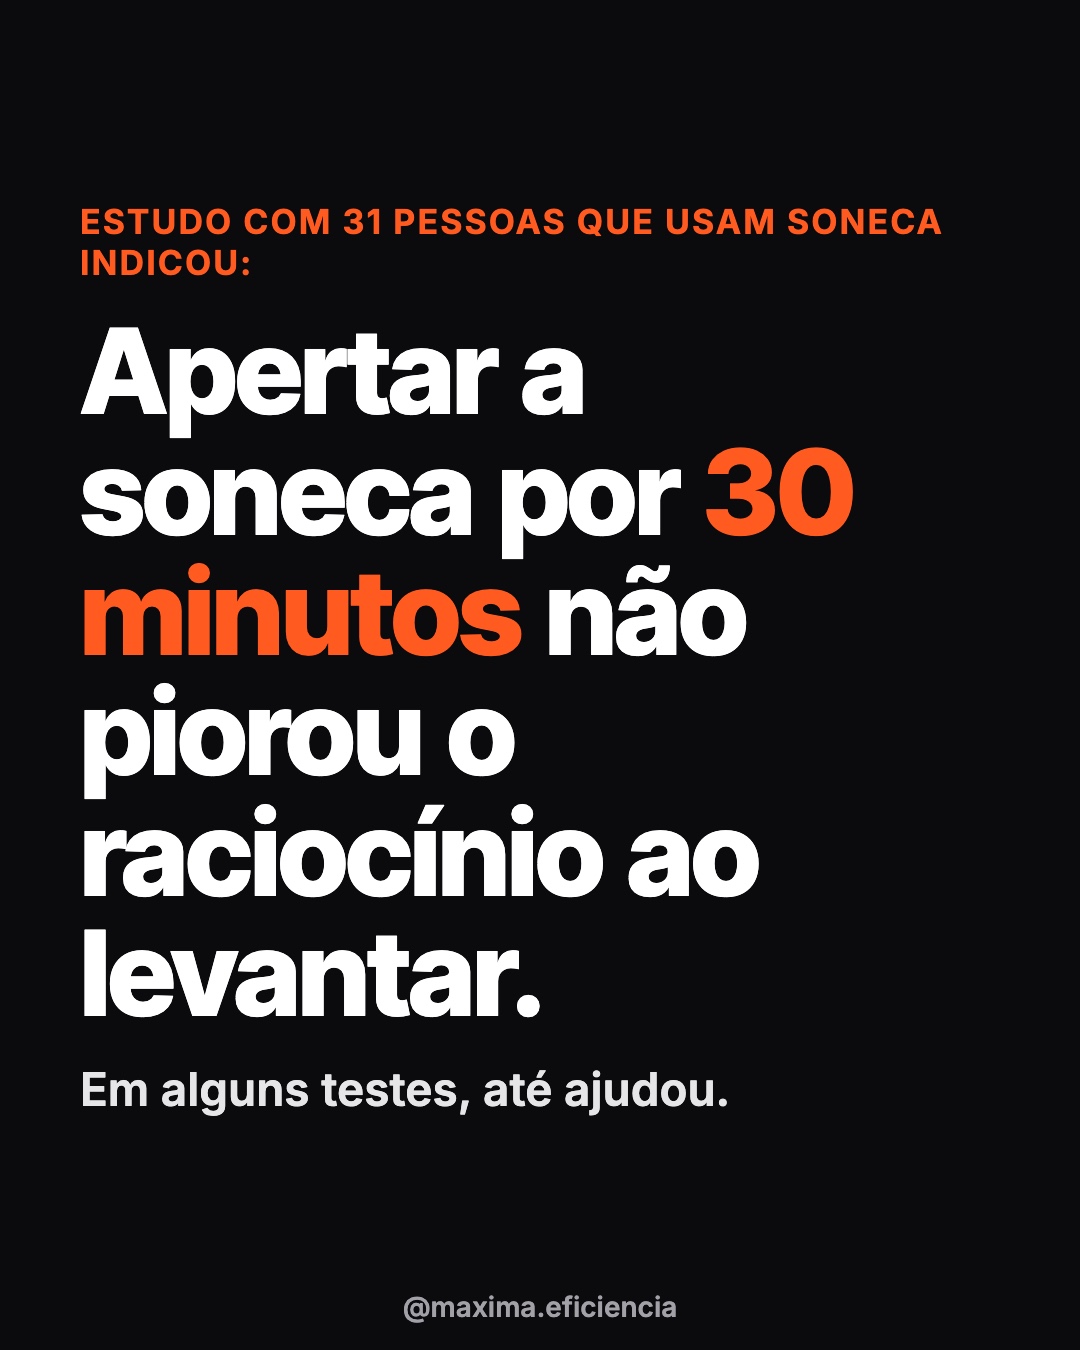 ESTUDO COM 31 PESSOAS QUE USAM SONECA
INDICOU:
Apertar a
soneca por 30
minutos não
piorou o
raciocínio ao
levantar.
Em alguns testes, até ajudou.
@maxima.eficiencia